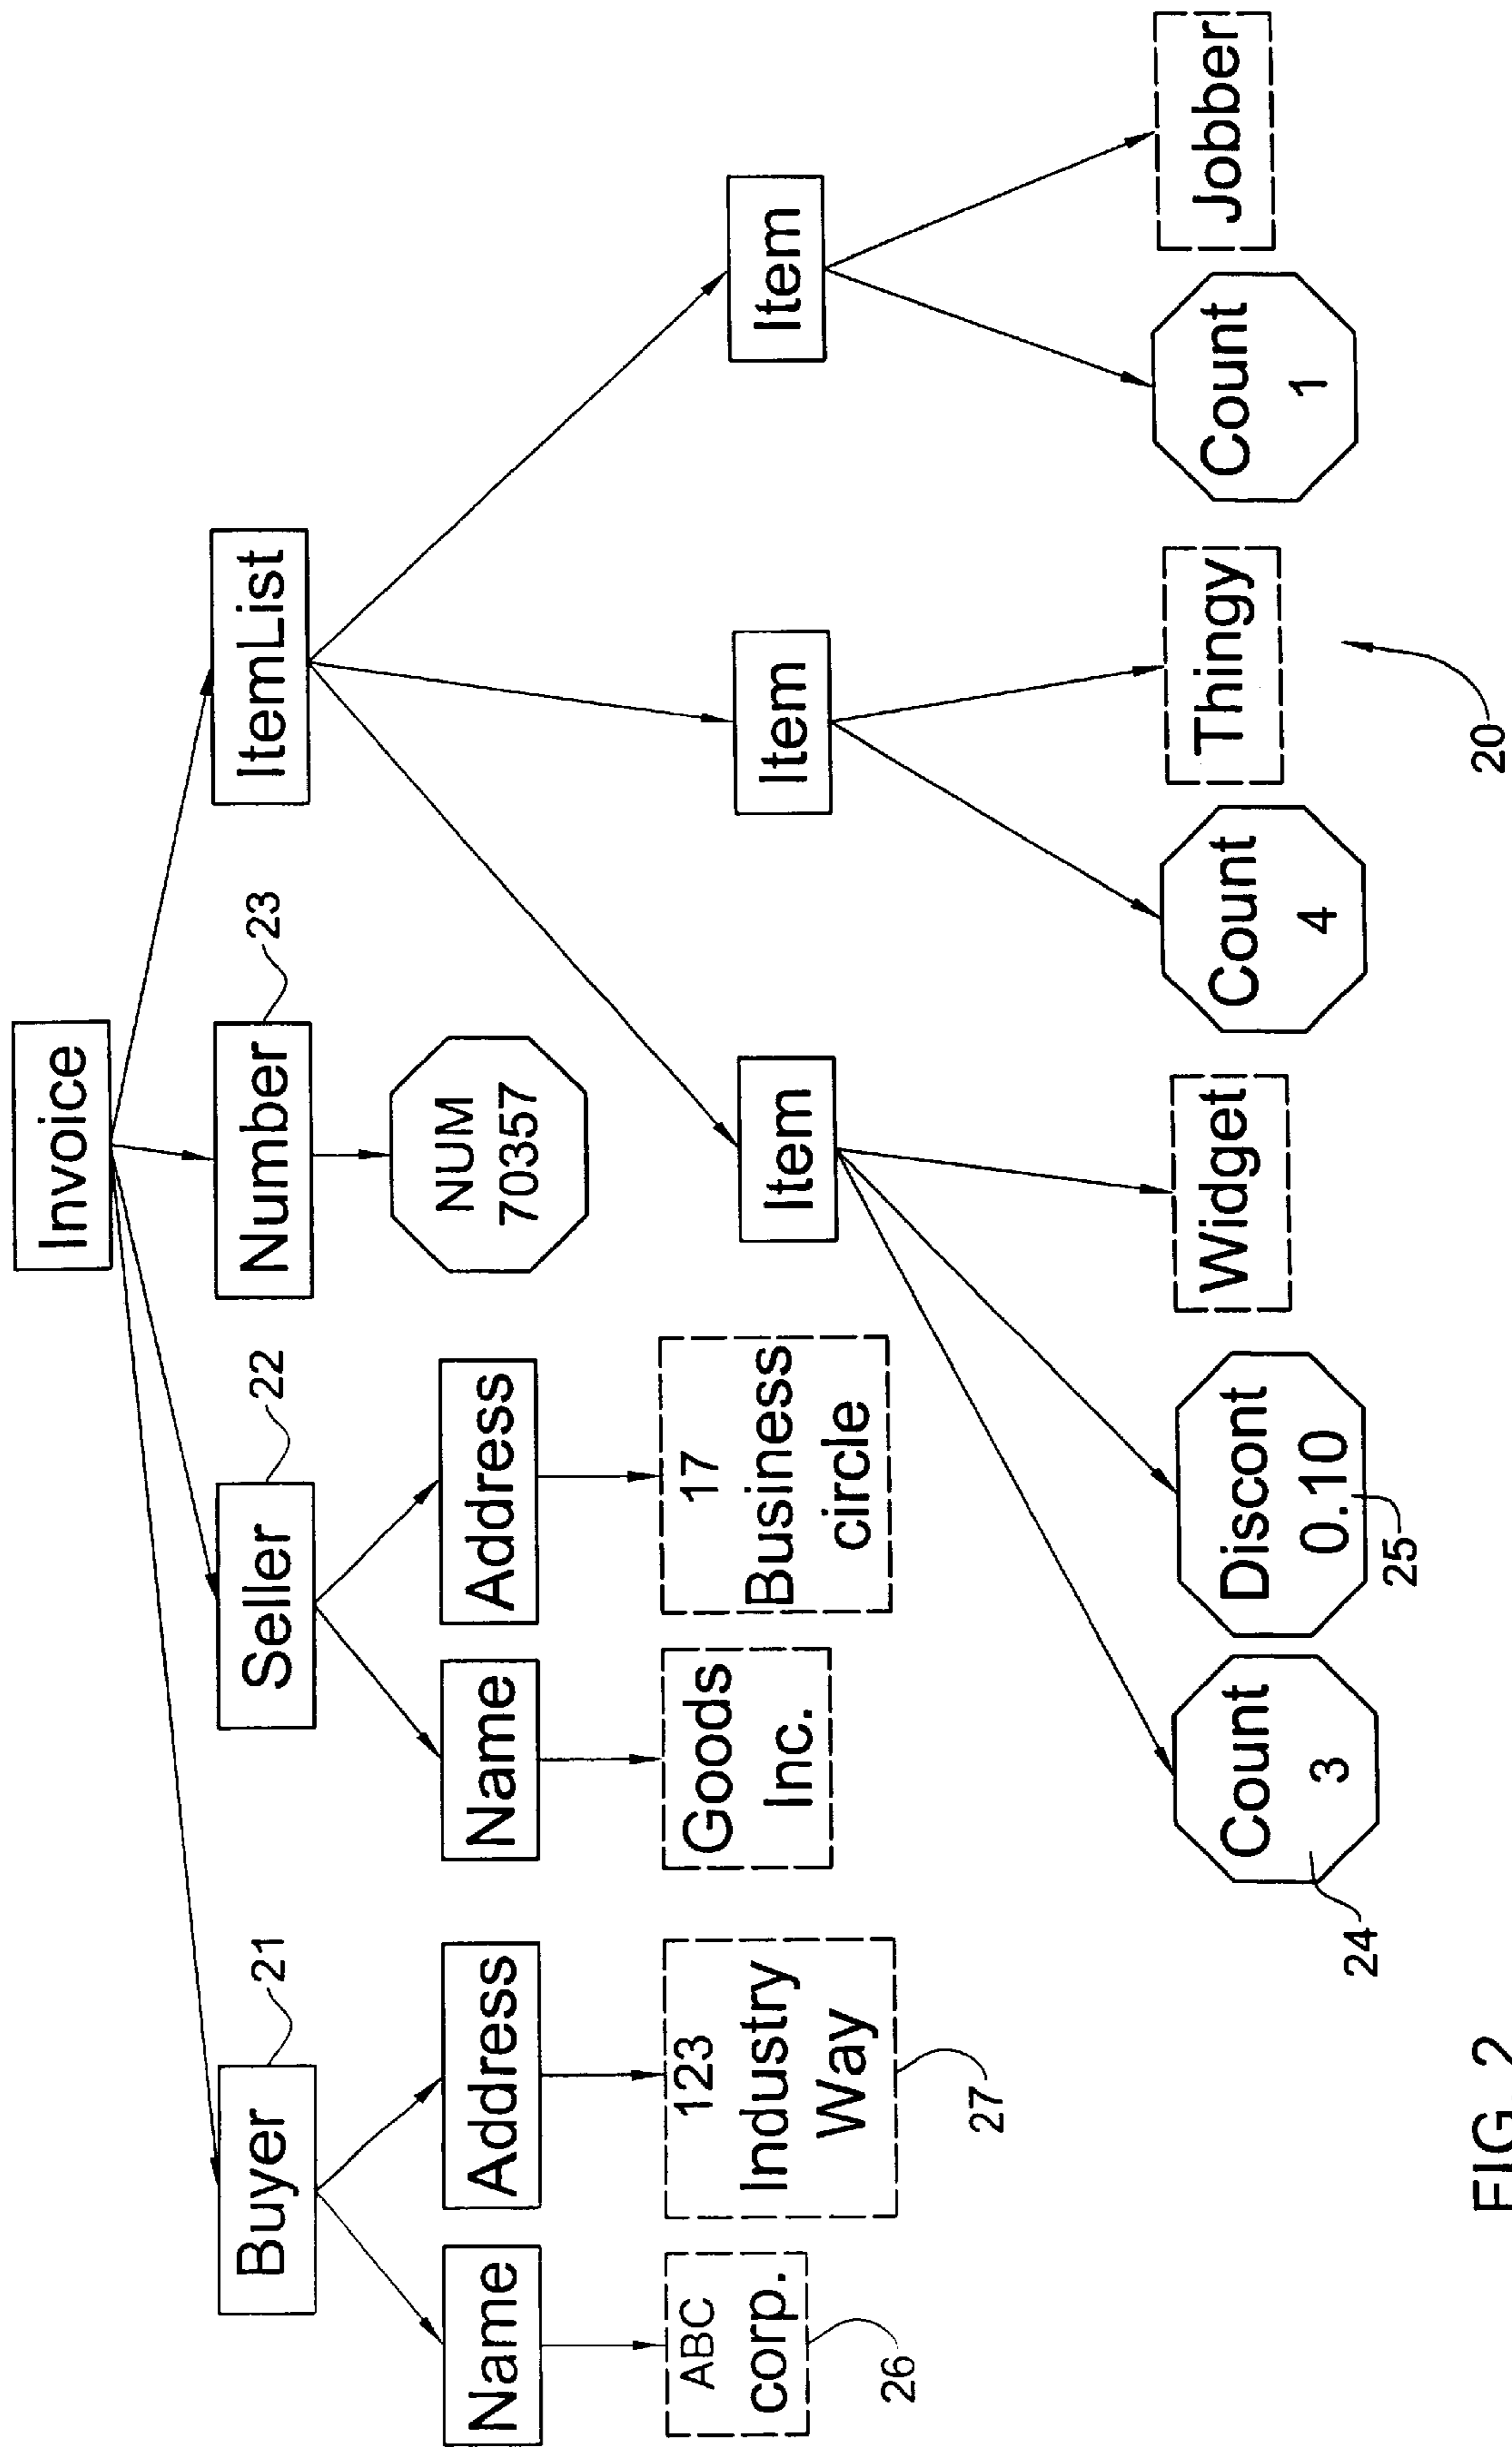 Invoice
Buyer
21
Seller
22
Number
23
ItemList
Name
Address
Name
Address
NUM
70357
ABC
corp.
26
123
Industry
Way
27
Goods
Inc.
17
Business
circle
Item
Item
Item
Count
3
24
Discont
0.10
25
Widget
Count
4
Thingy
Count
1
Jobber
20
FIG. 2